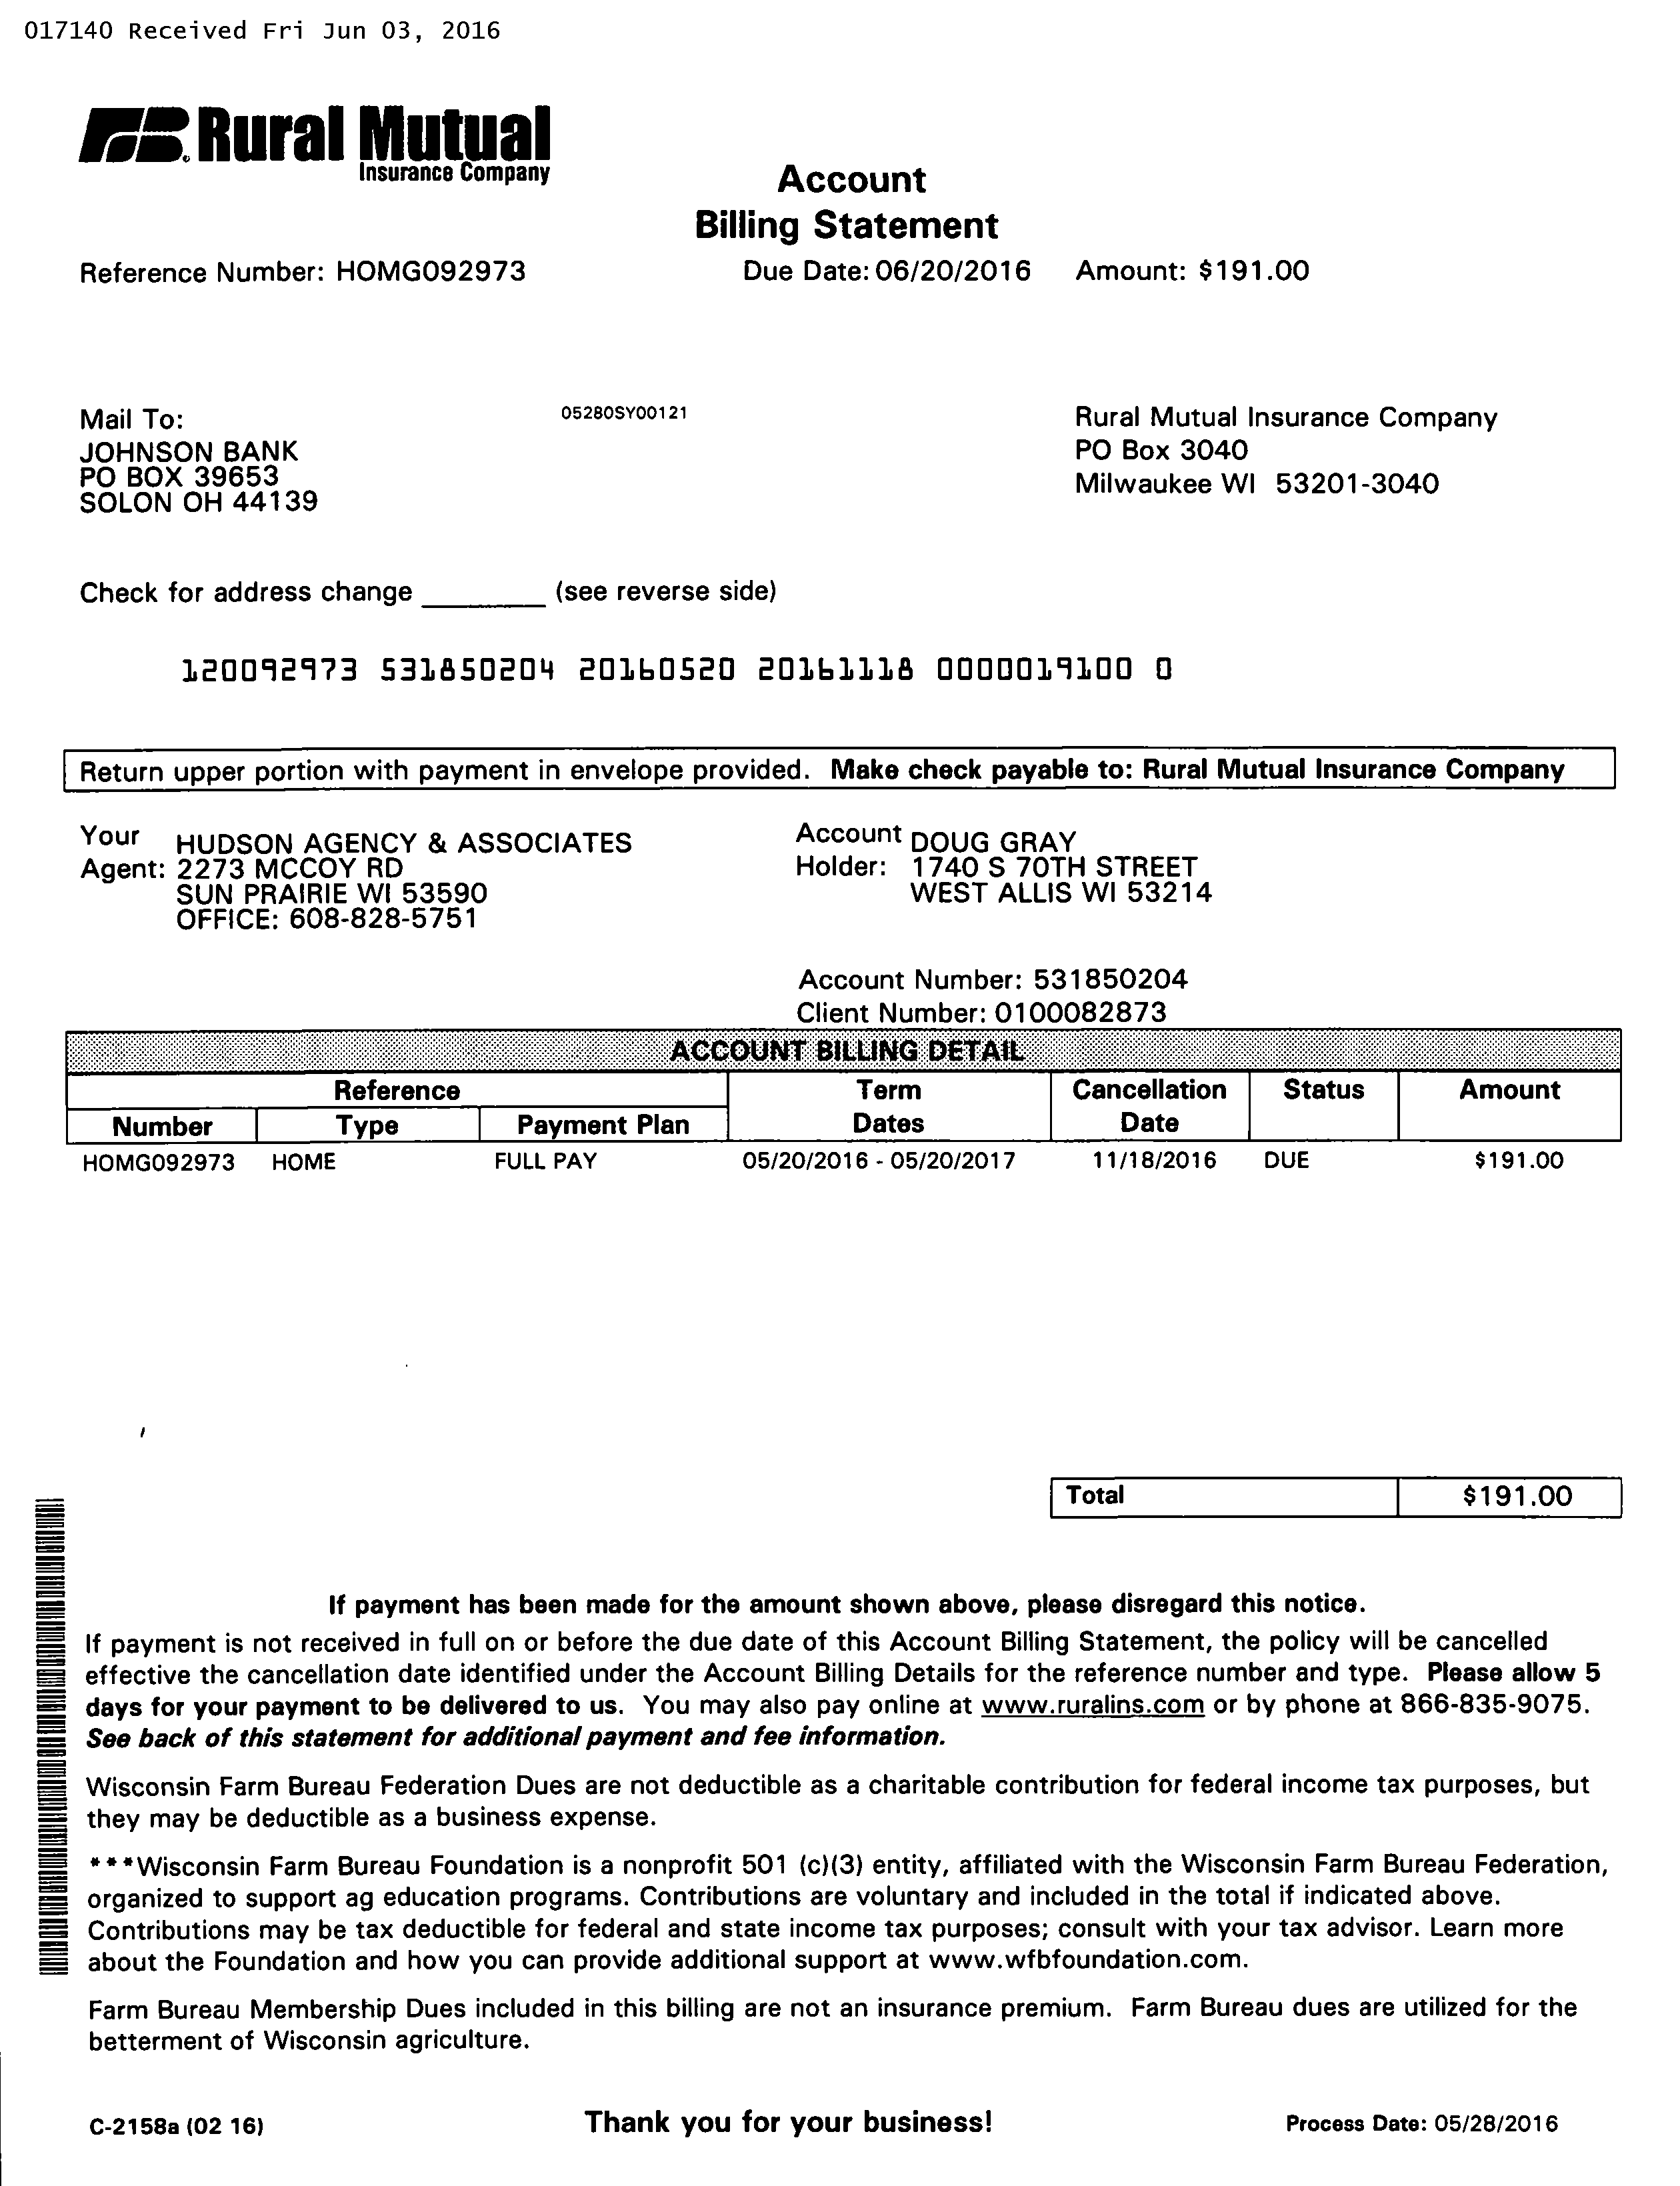 017140 Received Fri Jun 03, 2016
FB. Rural Mutual
Insurance Company
Account
Billing Statement
Reference Number: HOMG092973 Due Date: 06/20/2016 Amount: $191.00
Mail To: 05280SY00121 Rural Mutual Insurance Company
JOHNSON BANK PO Box 3040
PO BOX 39653 Milwaukee WI 53201-3040
SOLON OH 44139
Check for address change ________ (see reverse side)
120092973 531850204 20160520 20161118 0000019100 0
Return upper portion with payment in envelope provided. Make check payable to: Rural Mutual Insurance Company
Your HUDSON AGENCY & ASSOCIATES Account DOUG GRAY
Agent: 2273 MCCOY RD Holder: 1740 S 70TH STREET
SUN PRAIRIE WI 53590 WEST ALLIS WI 53214
OFFICE: 608-828-5751
Account Number: 531850204
Client Number: 0100082873
ACCOUNT BILLING DETAIL
Reference Term Cancellation Status Amount
Number Type Payment Plan Dates Date
HOMG092973 HOME FULL PAY 05/20/2016 - 05/20/2017 11/18/2016 DUE $191.00
Total $191.00
If payment has been made for the amount shown above, please disregard this notice.
If payment is not received in full on or before the due date of this Account Billing Statement, the policy will be cancelled
effective the cancellation date identified under the Account Billing Details for the reference number and type. Please allow 5
days for your payment to be delivered to us. You may also pay online at www.ruralins.com or by phone at 866-835-9075.
See back of this statement for additional payment and fee information.
Wisconsin Farm Bureau Federation Dues are not deductible as a charitable contribution for federal income tax purposes, but
they may be deductible as a business expense.
***Wisconsin Farm Bureau Foundation is a nonprofit 501 (c)(3) entity, affiliated with the Wisconsin Farm Bureau Federation,
organized to support ag education programs. Contributions are voluntary and included in the total if indicated above.
Contributions may be tax deductible for federal and state income tax purposes; consult with your tax advisor. Learn more
about the Foundation and how you can provide additional support at www.wfbfoundation.com.
Farm Bureau Membership Dues included in this billing are not an insurance premium. Farm Bureau dues are utilized for the
betterment of Wisconsin agriculture.
C-2158a (02 16) Thank you for your business! Process Date: 05/28/2016